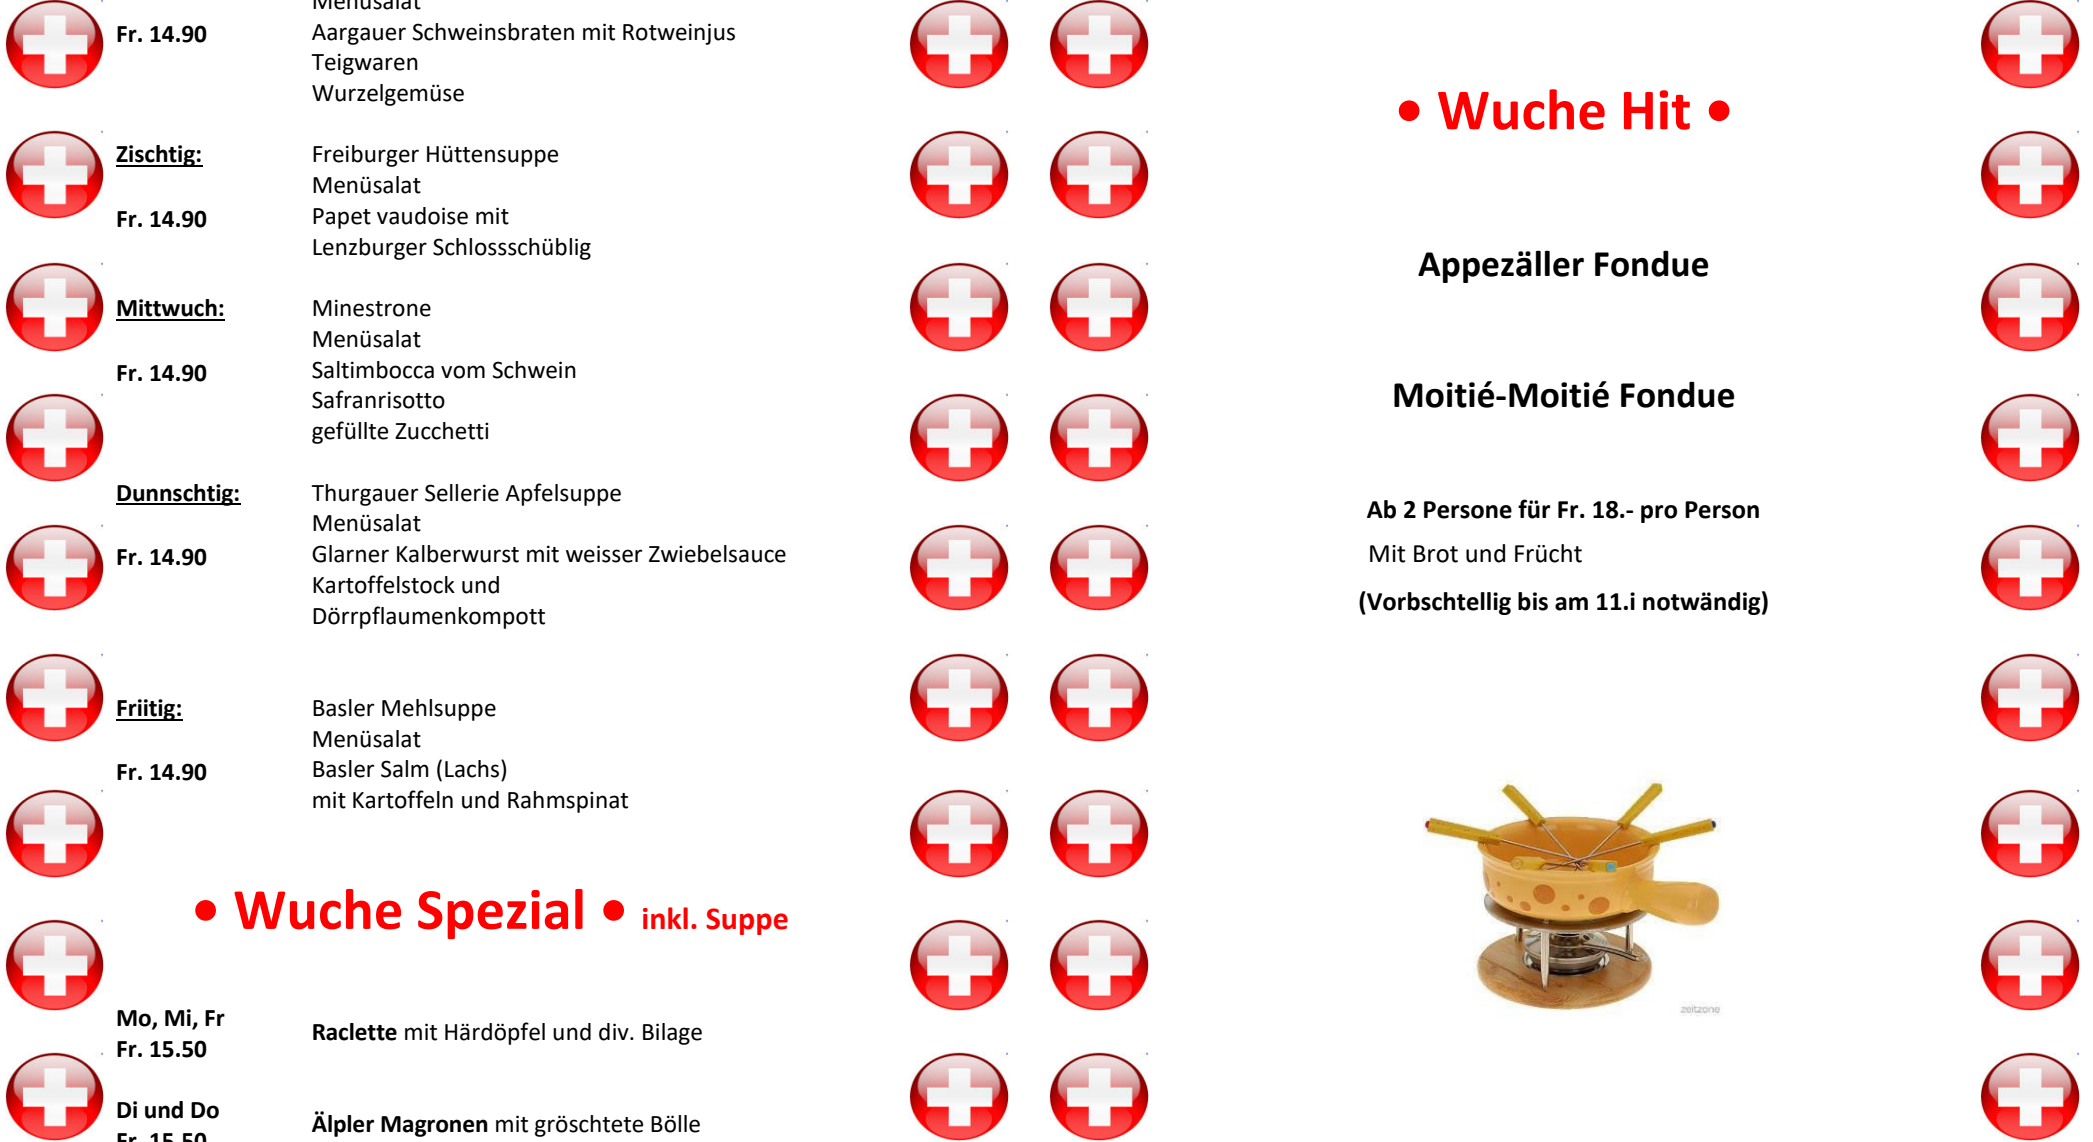 Menüsalat
Fr. 14.90 Aargauer Schweinsbraten mit Rotweinjus
Teigwaren
Wurzelgemüse
Zischtig: Freiburger Hüttensuppe
Menüsalat
Fr. 14.90 Papet vaudoise mit
Lenzburger Schlossschüblig
Mittwuch: Minestrone
Menüsalat
Fr. 14.90 Saltimbocca vom Schwein
Safranrisotto
gefüllte Zucchetti
Dunnschtig: Thurgauer Sellerie Apfelsuppe
Menüsalat
Fr. 14.90 Glarner Kalberwurst mit weisser Zwiebelsauce
Kartoffelstock und
Dörrpflaumenkompott
Friitig: Basler Mehlsuppe
Menüsalat
Fr. 14.90 Basler Salm (Lachs)
mit Kartoffeln und Rahmspinat
• Wuche Spezial • inkl. Suppe
Mo, Mi, Fr
Fr. 15.50 Raclette mit Härdöpfel und div. Bilage
Di und Do
Fr. 15.50 Älpler Magronen mit gröschtete Bölle
• Wuche Hit •
Appezäller Fondue
Moitié-Moitié Fondue
Ab 2 Persone für Fr. 18.- pro Person
Mit Brot und Frücht
(Vorbschtellig bis am 11.i notwändig)
zeitzone